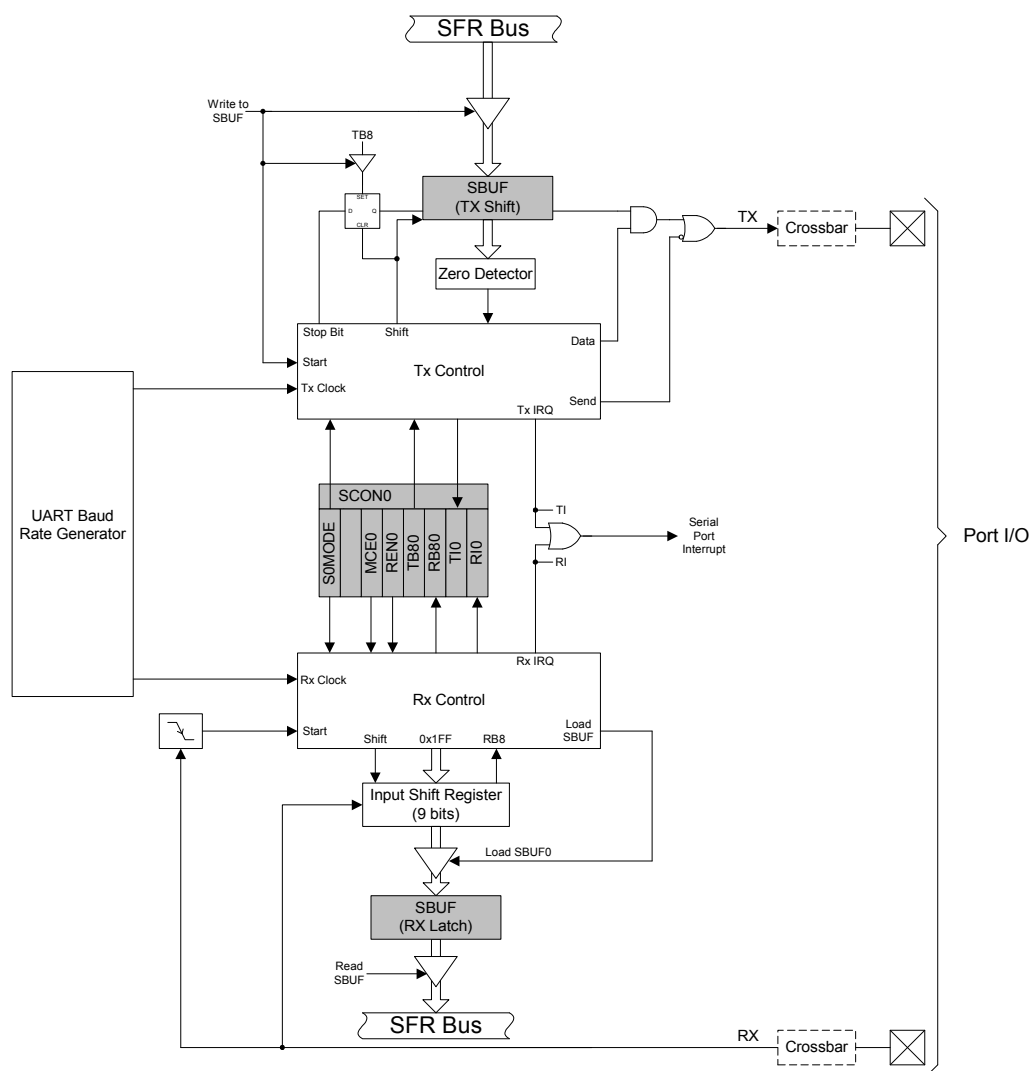 SFR Bus
Write to
SBUF
TB8
SET
D
Q
CLR
SBUF
(TX Shift)
TX
Crossbar
Zero Detector
Stop Bit
Shift
Data
Start
Tx Control
Tx Clock
Send
Tx IRQ
UART Baud
Rate Generator
SCON0
S0MODE
MCE0
REN0
TB80
RB80
TI0
RI0
TI
Serial
Port
Interrupt
RI
Port I/O
Rx IRQ
Rx Clock
Rx Control
Start
Load
SBUF
Shift
0x1FF
RB8
Input Shift Register
(9 bits)
Load SBUF0
SBUF
(RX Latch)
Read
SBUF
SFR Bus
RX
Crossbar